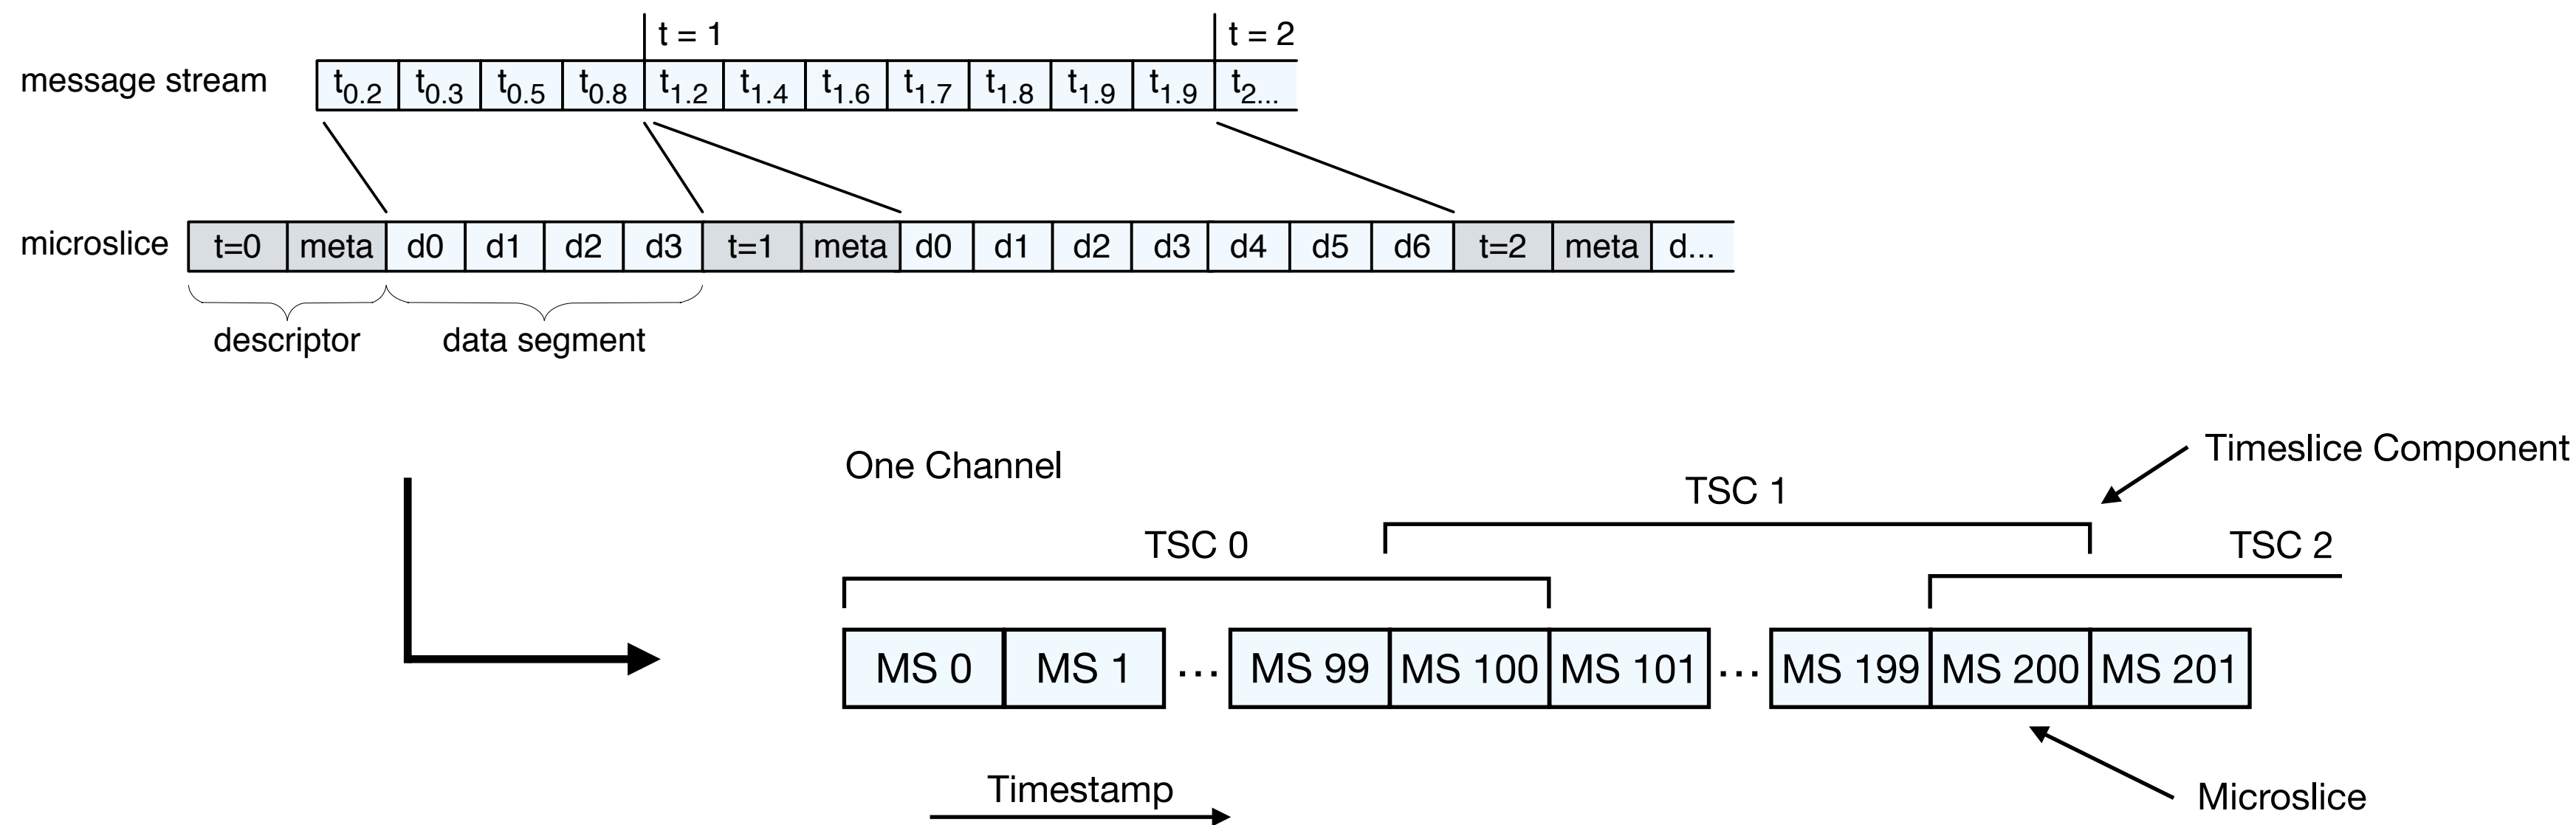 t = 1 t = 2
message stream t0.2 t0.3 t0.5 t0.8 t1.2 t1.4 t1.6 t1.7 t1.8 t1.9 t1.9 t2...
microslice t=0 meta d0 d1 d2 d3 t=1 meta d0 d1 d2 d3 d4 d5 d6 t=2 meta d...
descriptor data segment
Timeslice Component
One Channel
TSC 1
TSC 0 TSC 2
MS 0 MS 1 ... MS 99 MS 100 MS 101 ... MS 199 MS 200 MS 201
Timestamp
Microslice